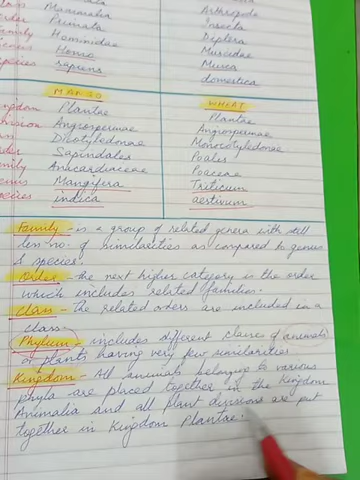 Mammalia Arthropoda
Primata Insecta
Family Hominidae Diptera
Homo Muscidae
species sapiens Musca
domestica
MANGO WHEAT
Plantae Plantae
Division Angiospermae Angiospermae
Dicotyledonae Monocotyledonae
Sapindales Poales
Anacardiaceae Poaceae
Mangifera Triticum
species indica aestivum
Family - is a group of related genera with still
less no. of similarities as compared to genus
& species.
Order - the next higher category is the order
which includes related families.
Class - The related orders are included in a
class.
Phylum - includes different classes of animals
or plants having very few similarities
Kingdom - All animals belonging to various
phyla are placed together in the Kingdom
Animalia and all plant divisions are put
together in Kingdom Plantae.